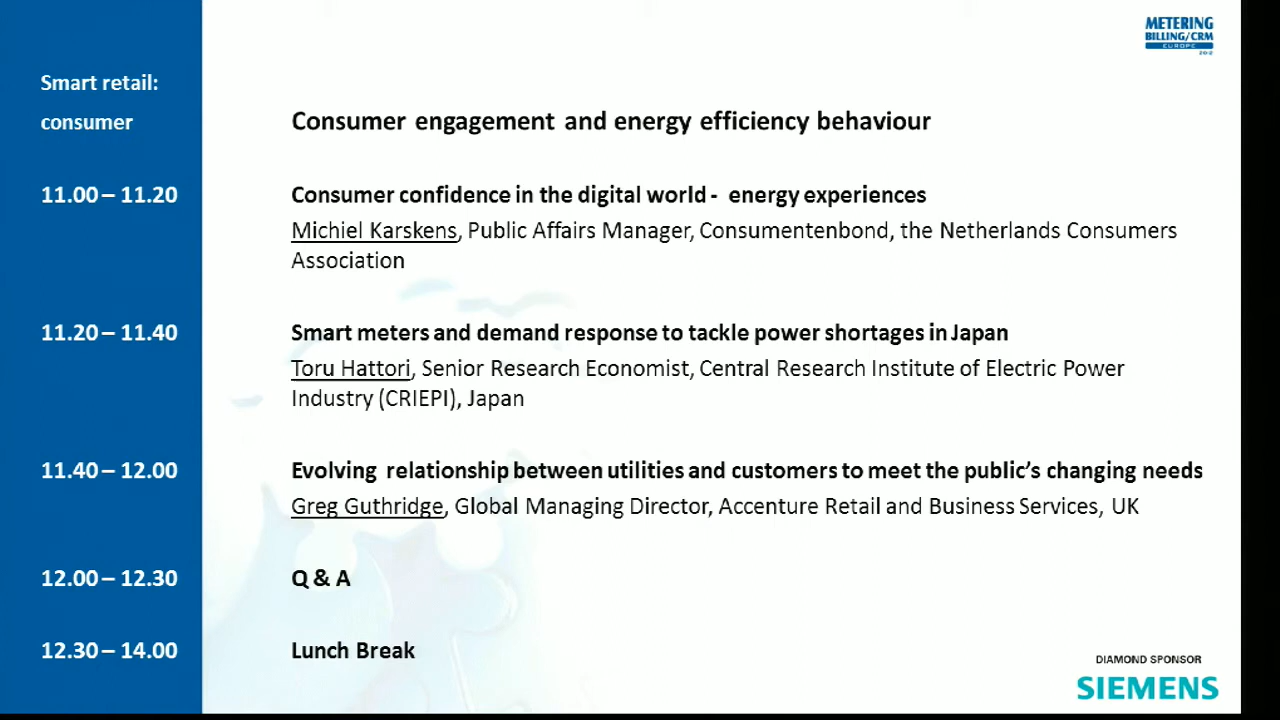 METERING
BILLING/CRM
EUROPE
2012
Smart retail:
consumer
Consumer engagement and energy efficiency behaviour
11.00 – 11.20
Consumer confidence in the digital world - energy experiences
Michiel Karskens, Public Affairs Manager, Consumentenbond, the Netherlands Consumers
Association
11.20 – 11.40
Smart meters and demand response to tackle power shortages in Japan
Toru Hattori, Senior Research Economist, Central Research Institute of Electric Power
Industry (CRIEPI), Japan
11.40 – 12.00
Evolving relationship between utilities and customers to meet the public’s changing needs
Greg Guthridge, Global Managing Director, Accenture Retail and Business Services, UK
12.00 – 12.30
Q & A
12.30 – 14.00
Lunch Break
DIAMOND SPONSOR
SIEMENS